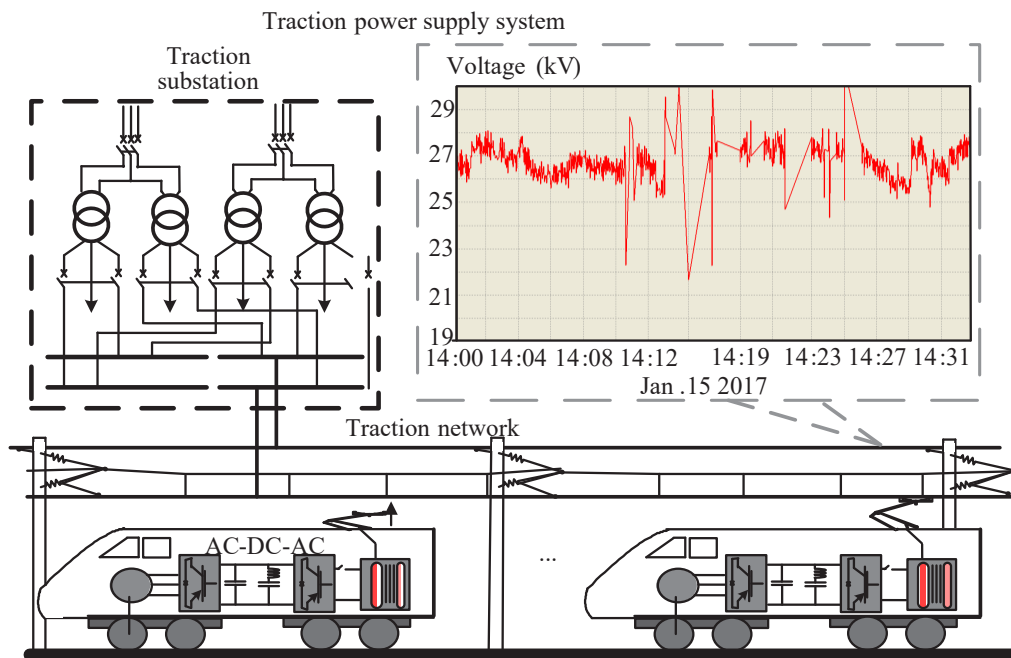 Traction power supply system
Traction
substation
Voltage (kV)
29
27
25
23
21
19
14:00 14:04 14:08 14:12 14:19 14:23 14:27 14:31
Jan .15 2017
Traction network
AC-DC-AC
...